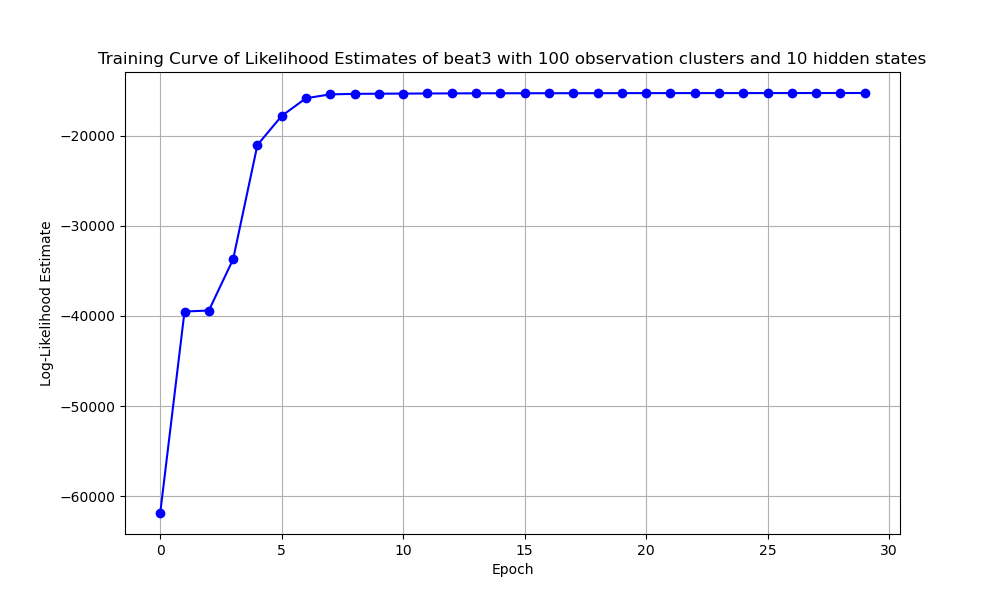 Training Curve of Likelihood Estimates of beat3 with 100 observation clusters and 10 hidden states
−20000
−30000
−40000
−50000
−60000
Log-Likelihood Estimate
0 5 10 15 20 25 30
Epoch